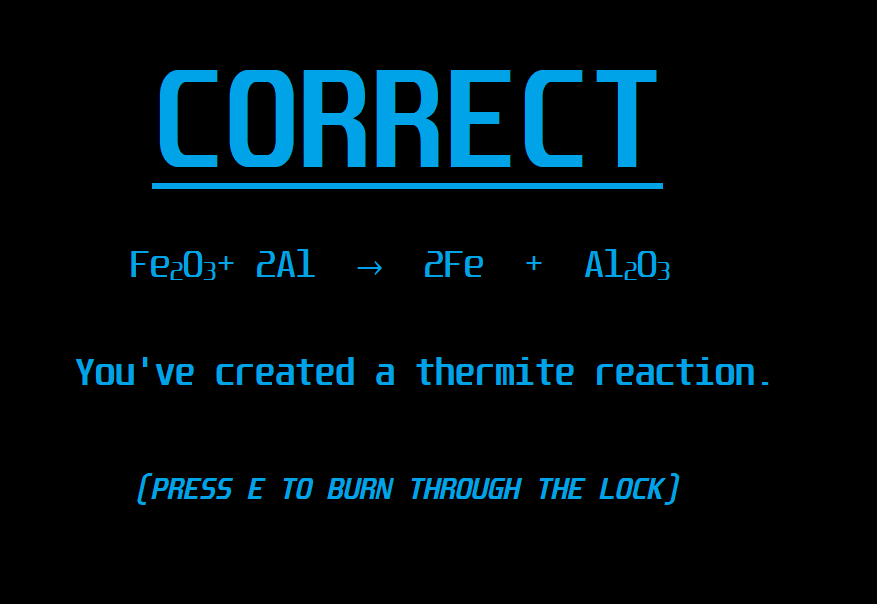 CORRECT
Fe₂O₃+ 2Al → 2Fe + Al₂O₃
You've created a thermite reaction.
(PRESS E TO BURN THROUGH THE LOCK)